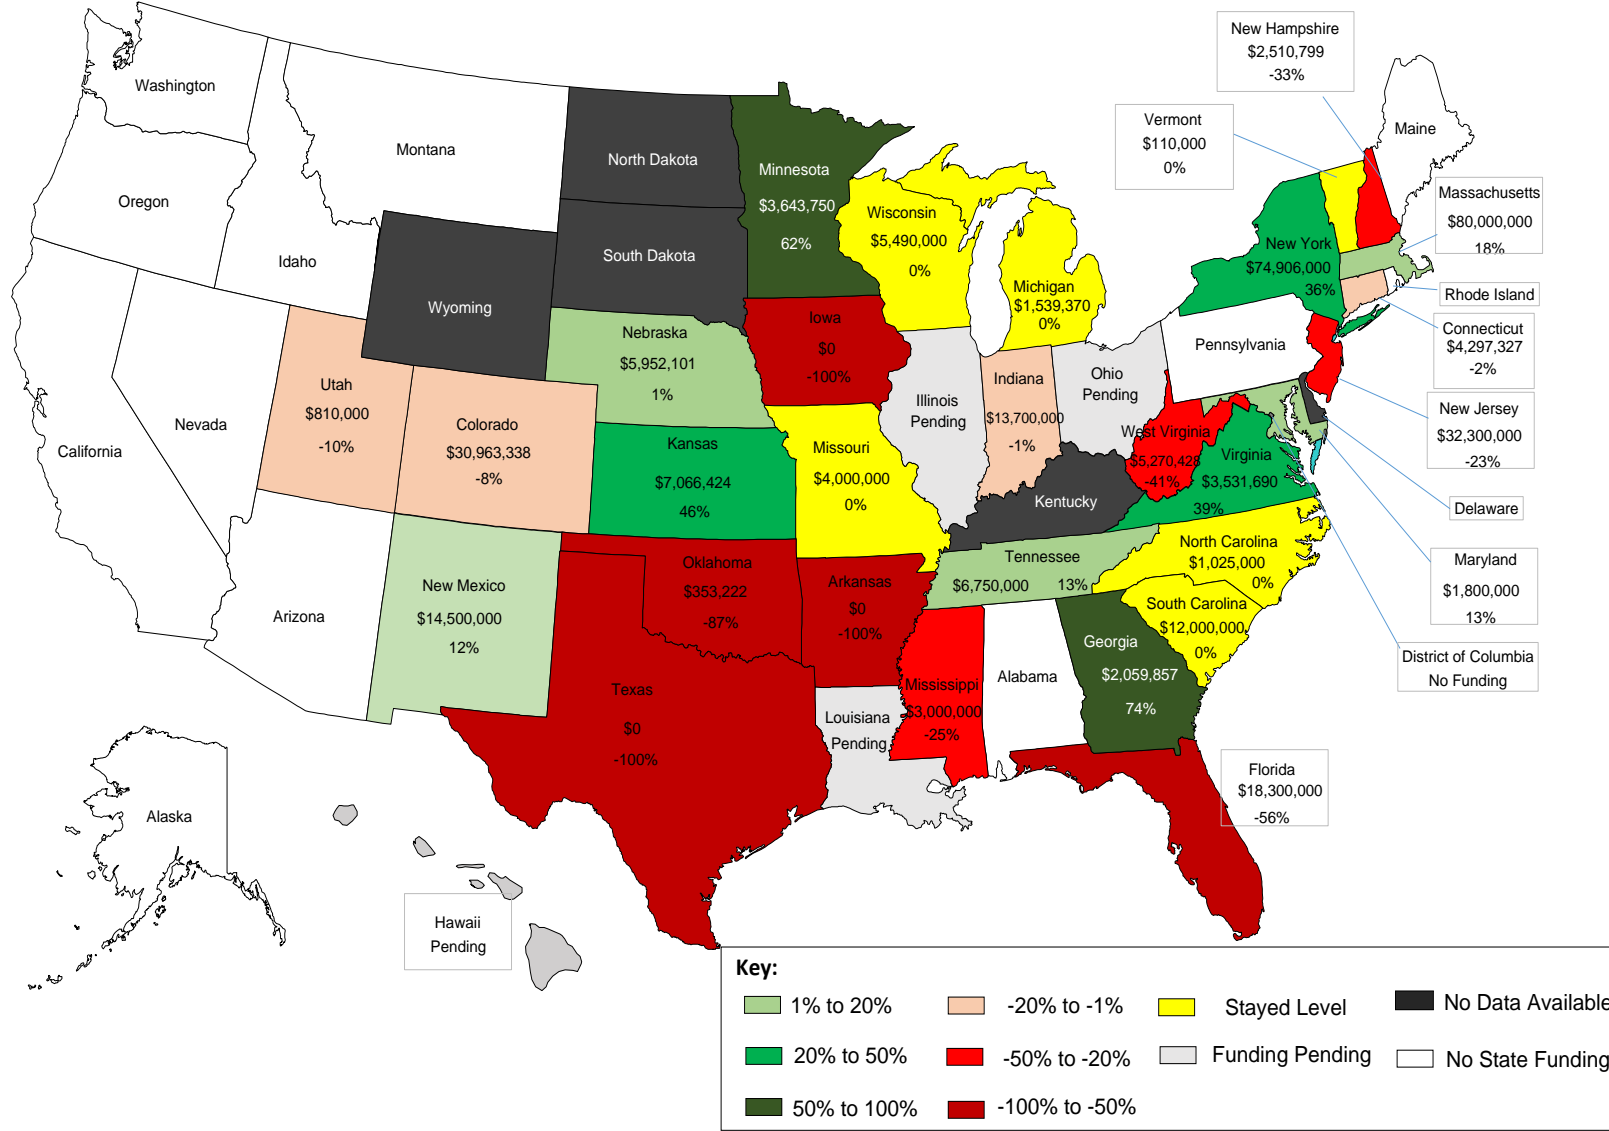 Washington
Oregon
California
Nevada
Idaho
Montana
Wyoming
Utah
$810,000
-10%
Colorado
$30,963,338
-8%
Arizona
New Mexico
$14,500,000
12%
North Dakota
South Dakota
Nebraska
$5,952,101
1%
Kansas
$7,066,424
46%
Oklahoma
$353,222
-87%
Texas
$0
-100%
Minnesota
$3,643,750
62%
Iowa
$0
-100%
Missouri
$4,000,000
0%
Arkansas
$0
-100%
Louisiana
Pending
Wisconsin
$5,490,000
0%
Illinois
Pending
Michigan
$1,539,370
0%
Indiana
$13,700,000
-1%
Ohio
Pending
Kentucky
Tennessee
$6,750,000 13%
Mississippi
$3,000,000
-25%
Alabama
Georgia
$2,059,857
74%
Florida
$18,300,000
-56%
South Carolina
$12,000,000
0%
North Carolina
$1,025,000
0%
Virginia
$3,531,690
39%
West Virginia
$5,270,428
-41%
Pennsylvania
New York
$74,906,000
36%
Vermont
$110,000
0%
New Hampshire
$2,510,799
-33%
Maine
Massachusetts
$80,000,000
18%
Rhode Island
Connecticut
$4,297,327
-2%
New Jersey
$32,300,000
-23%
Delaware
Maryland
$1,800,000
13%
District of Columbia
No Funding
Alaska
Hawaii
Pending
Key:
1% to 20%
-20% to -1%
Stayed Level
No Data Available
20% to 50%
-50% to -20%
Funding Pending
No State Funding
50% to 100%
-100% to -50%